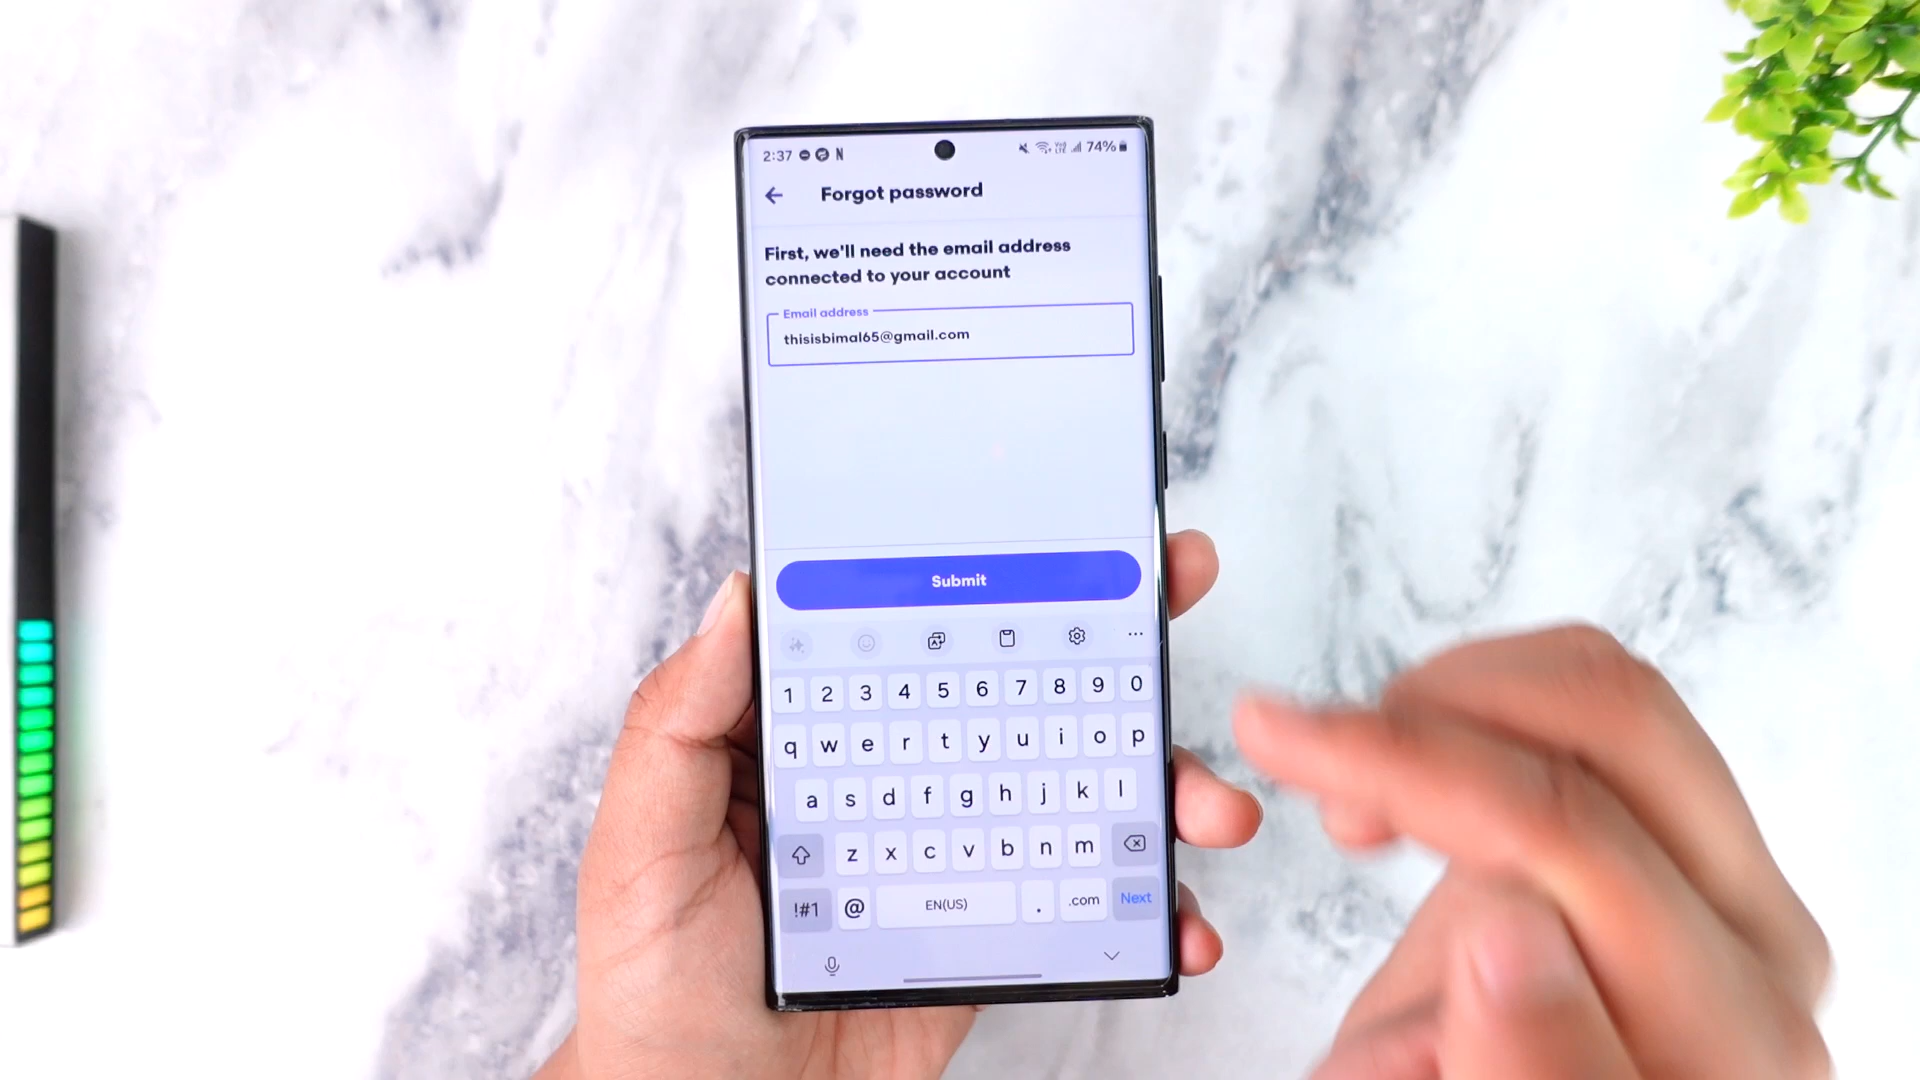 2:37 N 74%
Forgot password
First, we'll need the email address
connected to your account
Email address
thisisbimal65@gmail.com
Submit
1 2 3 4 5 6 7 8 9 0
q w e r t y u i o p
a s d f g h j k l
z x c v b n m
!#1 @ EN(US) . .com Next